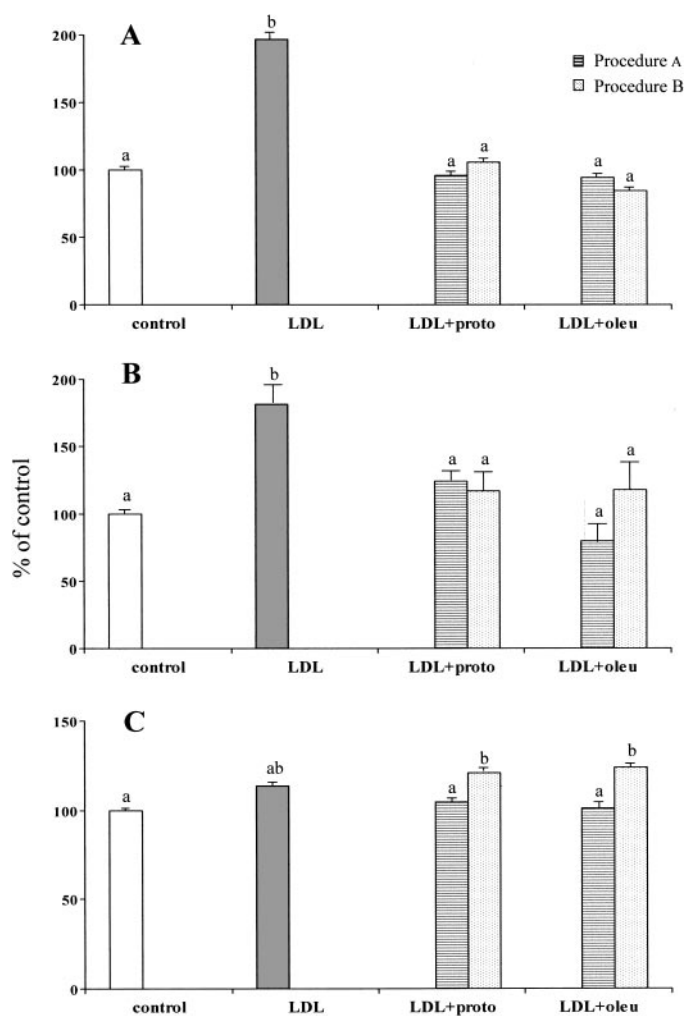 A
200
150
100
50
0
a
b
a
a
a
a
Procedure A
Procedure B
control
LDL
LDL+proto
LDL+oleu
% of control
B
200
150
100
50
0
a
b
a
a
a
a
control
LDL
LDL+proto
LDL+oleu
C
150
100
50
0
a
ab
a
b
a
b
control
LDL
LDL+proto
LDL+oleu